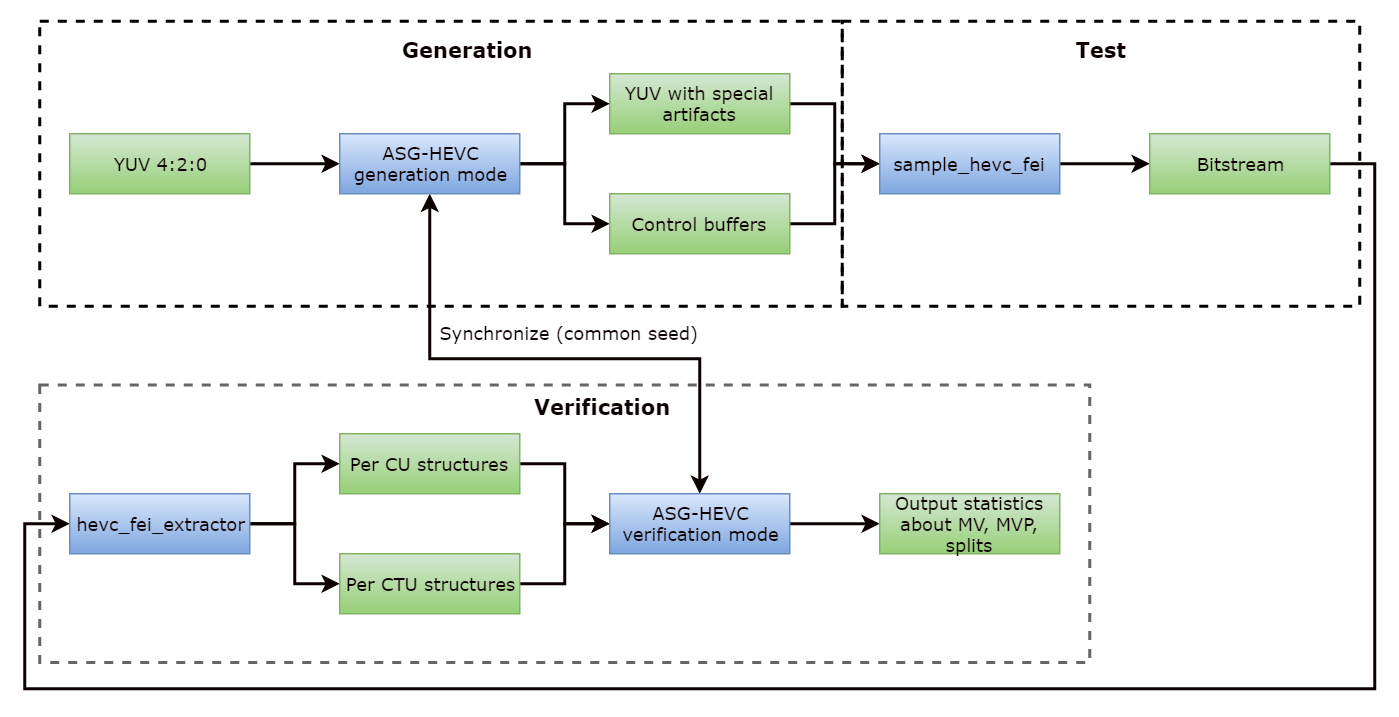 Generation
Test
YUV 4:2:0
ASG-HEVC
generation mode
YUV with special
artifacts
Control buffers
sample_hevc_fei
Bitstream
Synchronize (common seed)
Verification
hevc_fei_extractor
Per CU structures
Per CTU structures
ASG-HEVC
verification mode
Output statistics
about MV, MVP,
splits